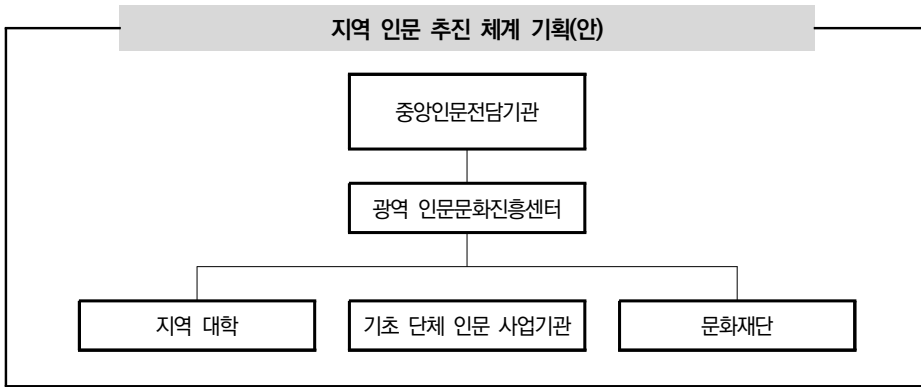 지역 인문 추진 체계 기획(안)
중앙인문전담기관
광역 인문문화진흥센터
지역 대학
기초 단체 인문 사업기관
문화재단